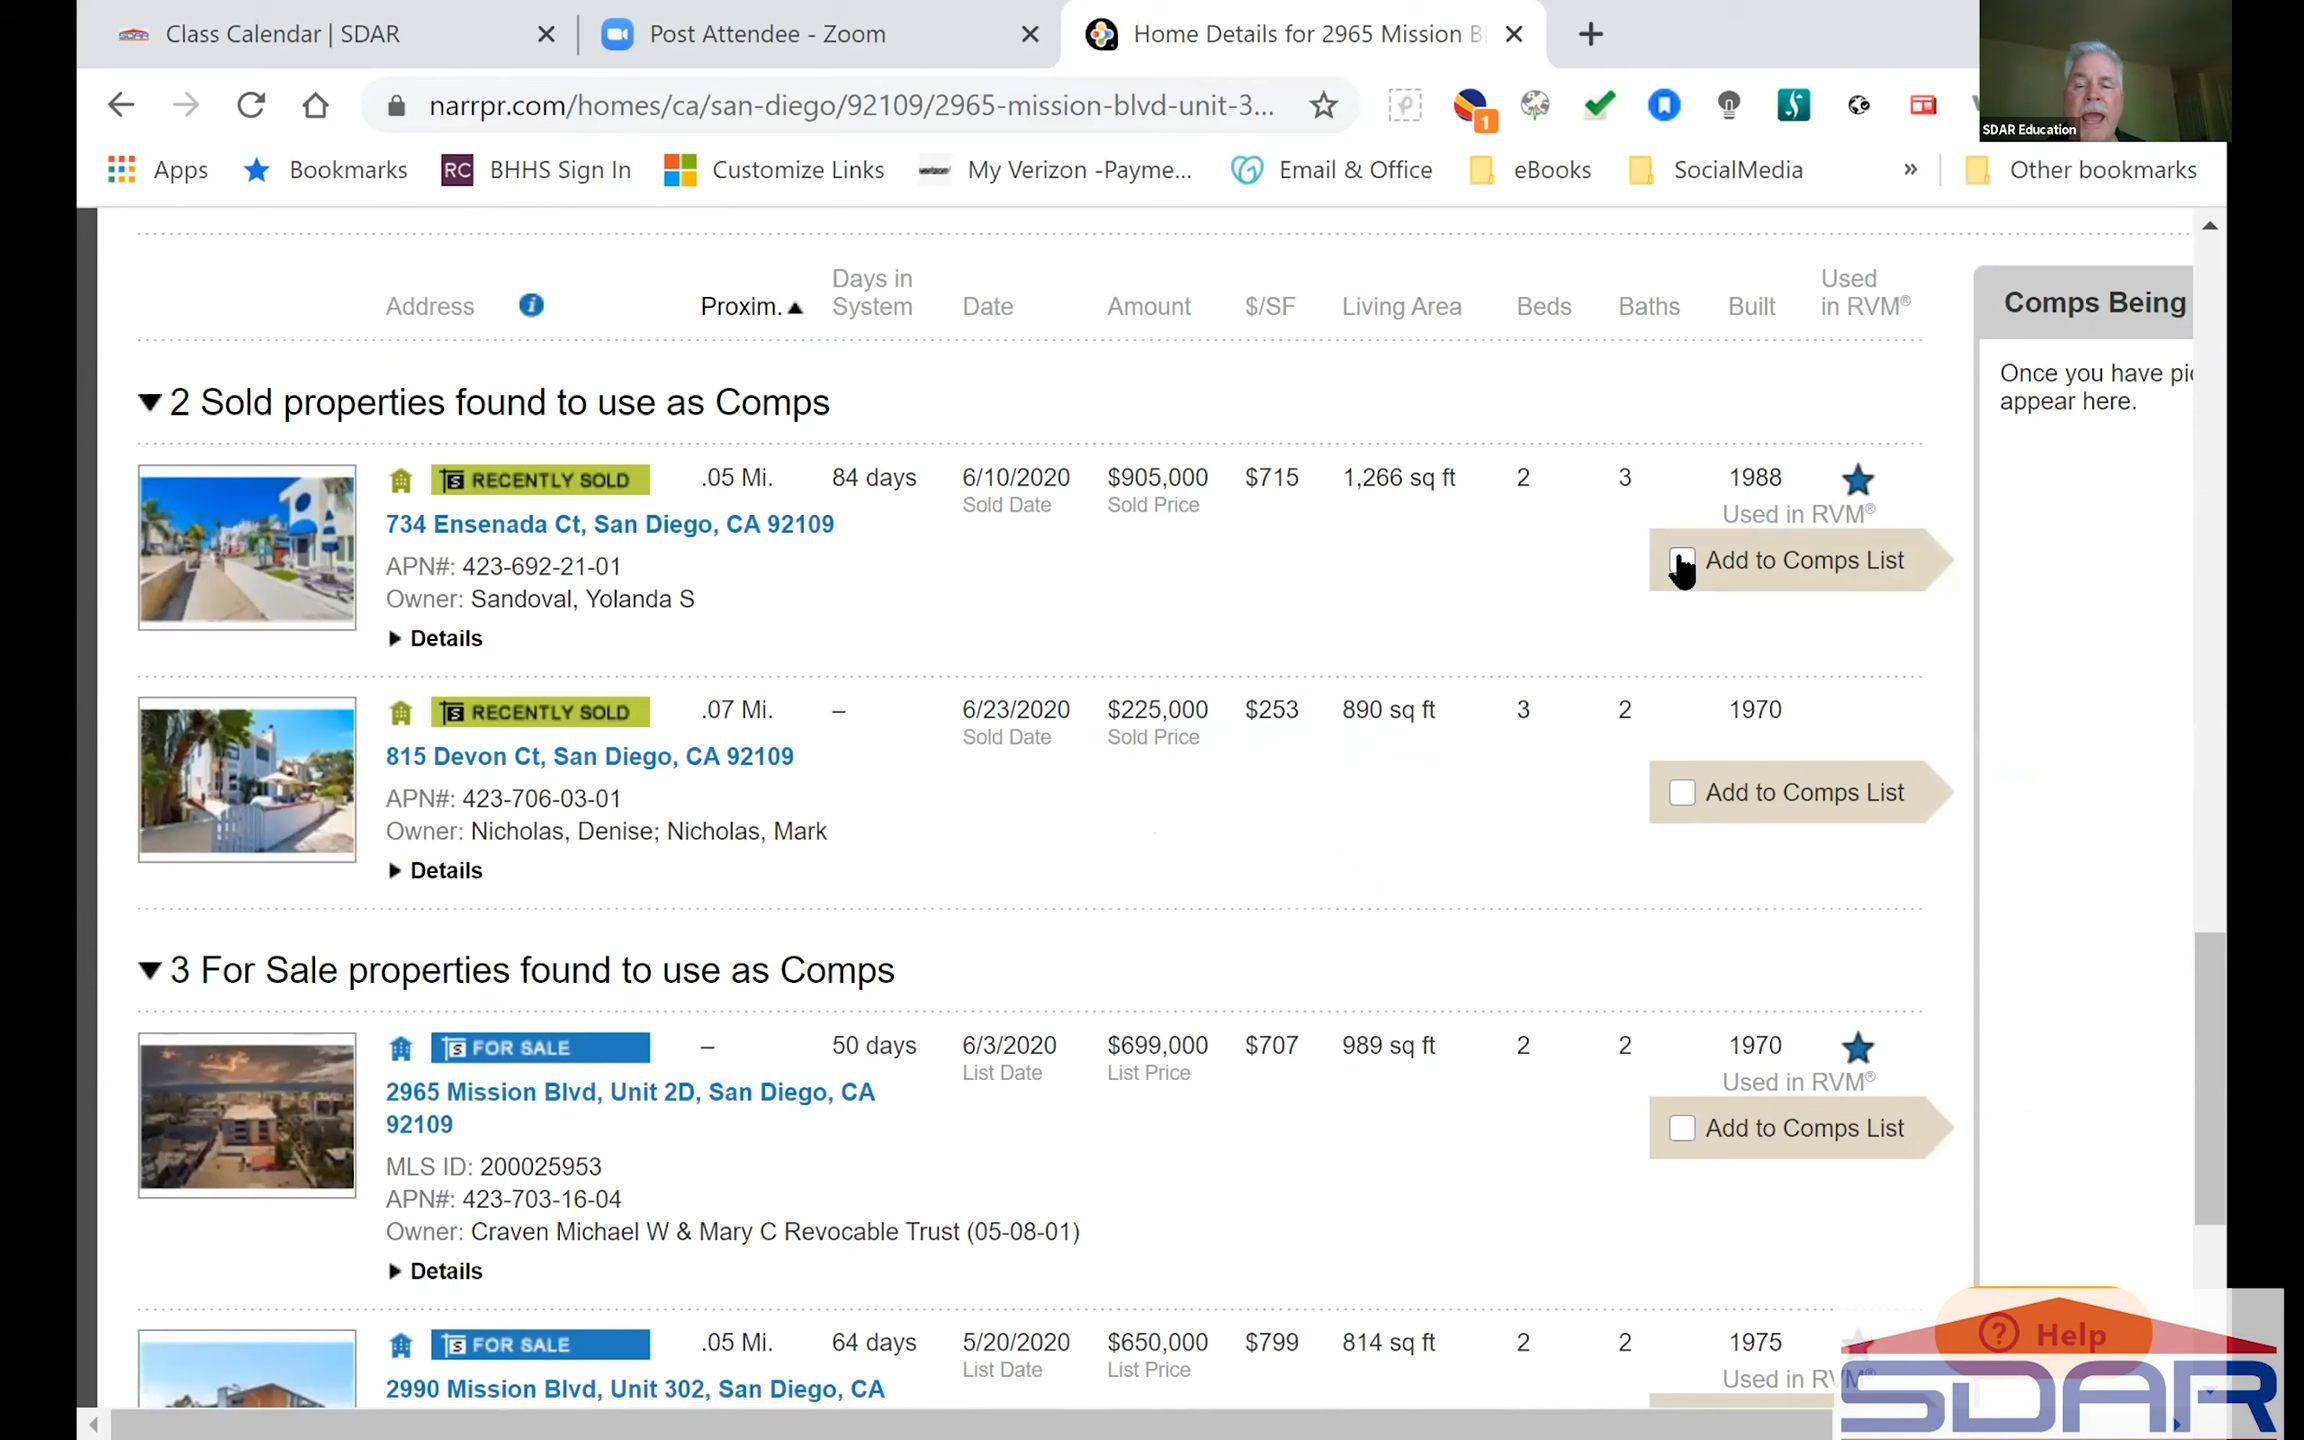 Class Calendar | SDAR
Post Attendee - Zoom
Home Details for 2965 Mission B
narrpr.com/homes/ca/san-diego/92109/2965-mission-blvd-unit-3...
1
SDAR Education
Apps
Bookmarks
RC BHHS Sign In
Customize Links
verizon My Verizon -Payme...
Email & Office
eBooks
SocialMedia
»
Other bookmarks
Address
Proxim.
Days in System
Date
Amount
$/SF
Living Area
Beds
Baths
Built
Used in RVM®
Comps Being
Once you have pi
appear here.
2 Sold properties found to use as Comps
RECENTLY SOLD .05 Mi. 84 days 6/10/2020 $905,000 $715 1,266 sq ft 2 3 1988
Sold Date Sold Price Used in RVM®
734 Ensenada Ct, San Diego, CA 92109
Add to Comps List
APN#: 423-692-21-01
Owner: Sandoval, Yolanda S
Details
RECENTLY SOLD .07 Mi. – 6/23/2020 $225,000 $253 890 sq ft 3 2 1970
Sold Date Sold Price
815 Devon Ct, San Diego, CA 92109
Add to Comps List
APN#: 423-706-03-01
Owner: Nicholas, Denise; Nicholas, Mark
Details
3 For Sale properties found to use as Comps
FOR SALE – 50 days 6/3/2020 $699,000 $707 989 sq ft 2 2 1970
List Date List Price Used in RVM®
2965 Mission Blvd, Unit 2D, San Diego, CA
92109
Add to Comps List
MLS ID: 200025953
APN#: 423-703-16-04
Owner: Craven Michael W & Mary C Revocable Trust (05-08-01)
Details
FOR SALE .05 Mi. 64 days 5/20/2020 $650,000 $799 814 sq ft 2 2 1975
List Date List Price Used in RVM
2990 Mission Blvd, Unit 302, San Diego, CA
? Help
SDAR